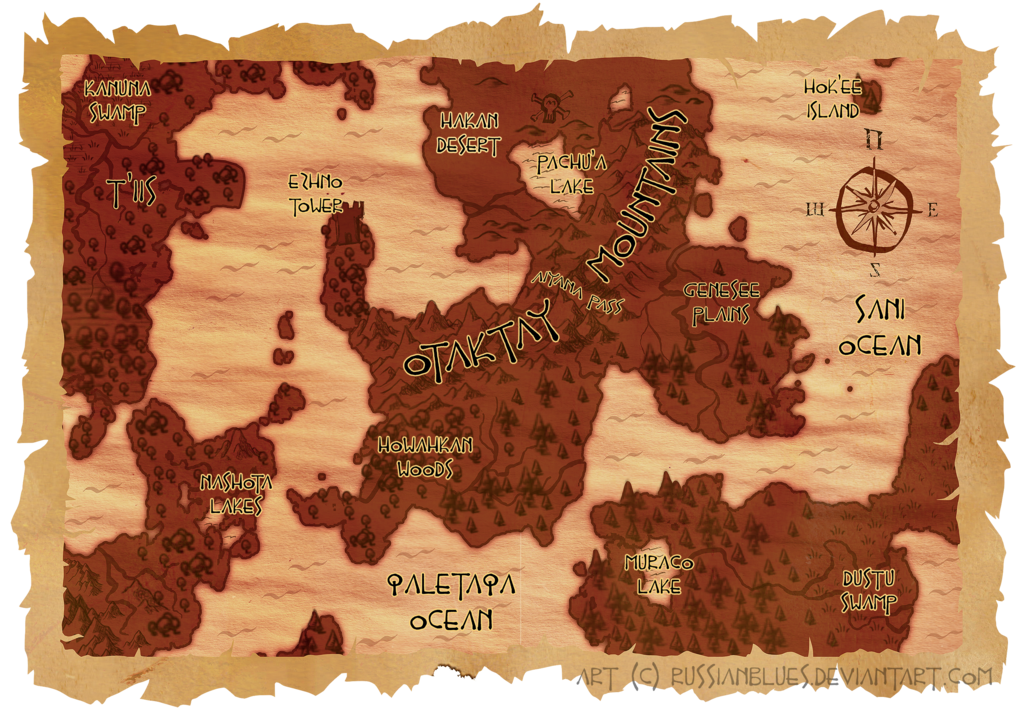 KANUNA
SWAMP
T'IIS
EZHNO
TOWER
HAKAN
DESERT
PACHU'A
LAKE
HOK'EE
ISLAND
П
Ш
E
S
OTAKTAY
MOUNTAINS
AIYANA PASS
GENESEE
PLAINS
SANI
OCEAN
HOWAHKAN
WOODS
NASHOTA
LAKES
PALETAPA
OCEAN
MURACO
LAKE
DUSTU
SWAMP
ART (C) RUSSIANBLUES.DEVIANTART.COM